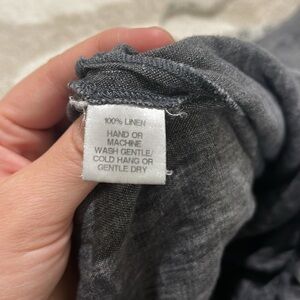 100% LINEN
HAND OR
MACHINE
WASH GENTLE/
COLD HANG OR
GENTLE DRY